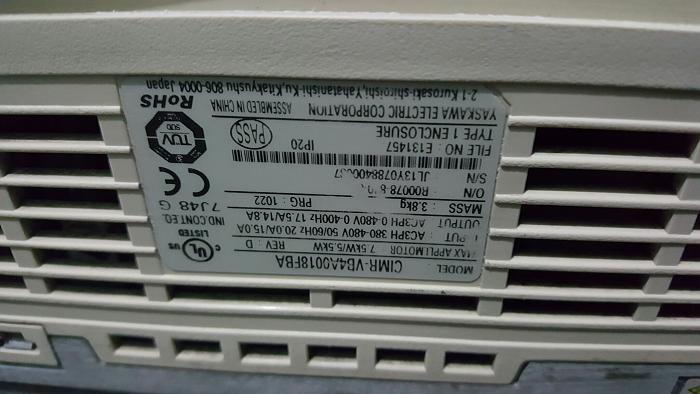 MODEL : CIMR-VB4A0018FBA
MAX APPLI.MOTOR : 7.5kW/5.5kW REV : D
PUT : AC3PH 380-480V 50/60Hz 20.0A/15.0A
OUTPUT : AC3PH 0-480V 0-400Hz 17.5A/14.8A
MASS : 3.8kg PRG : 1022
O/N : R00078-
S/N :
FILE NO : E131457 IP20
TYPE 1 ENCLOSURE PASS
YASKAWA ELECTRIC CORPORATION ASSEMBLED IN CHINA
2-1 Kurosaki-shiroishi,Yahatanishi-Ku,Kitakyushu 806-0004 Japan
C UL US
LISTED
IND.CONT.EQ.
7J48 G
CE
TUV
RoHS